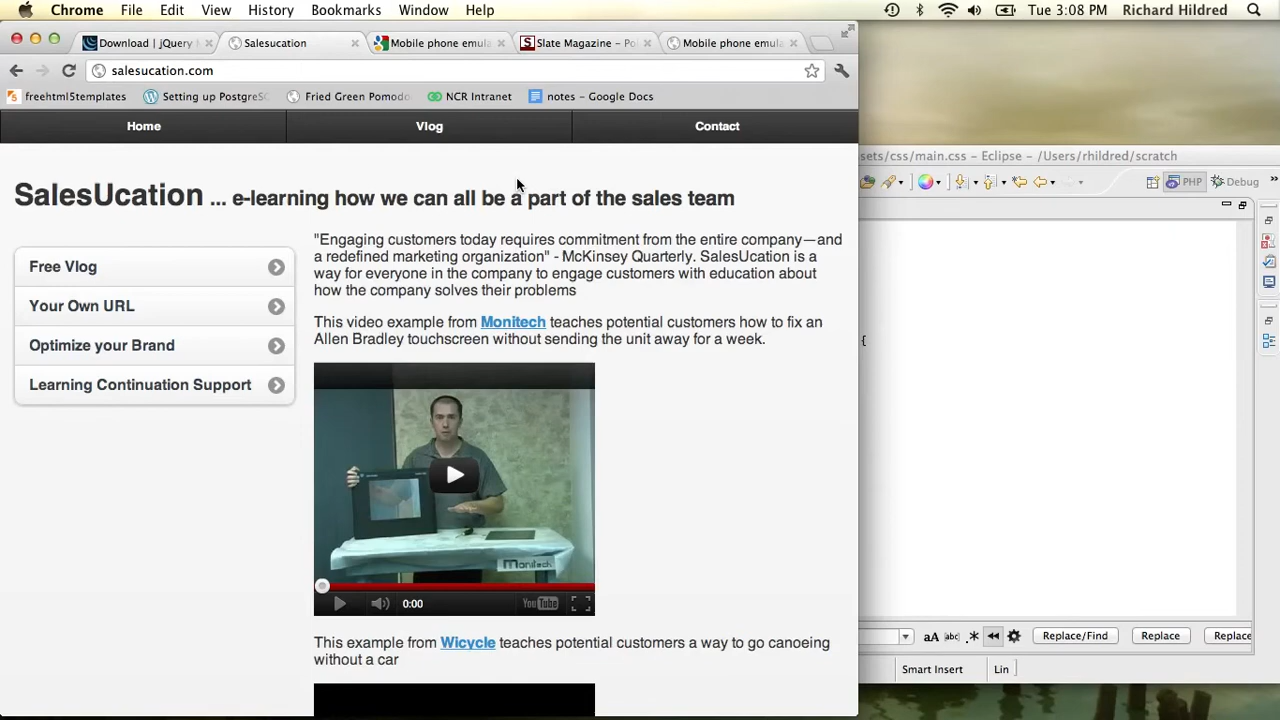 Chrome File Edit View History Bookmarks Window Help Tue 3:08 PM Richard Hildred
Download | jQuery Salesucation Mobile phone emula Slate Magazine – Po Mobile phone emula
salesucation.com
freehtml5templates Setting up PostgreSC Fried Green Pomodo NCR Intranet notes – Google Docs
Home Vlog Contact
sets/css/main.css – Eclipse – /Users/rhildred/scratch
PHP Debug
SalesUcation ... e-learning how we can all be a part of the sales team
Free Vlog
Your Own URL
Optimize your Brand
Learning Continuation Support
"Engaging customers today requires commitment from the entire company—and
a redefined marketing organization" - McKinsey Quarterly. SalesUcation is a
way for everyone in the company to engage customers with education about
how the company solves their problems
This video example from Monitech teaches potential customers how to fix an
Allen Bradley touchscreen without sending the unit away for a week.
{
Monitech
0:00 YouTube
This example from Wicycle teaches potential customers a way to go canoeing
without a car
Replace/Find Replace Replace
Smart Insert Lin